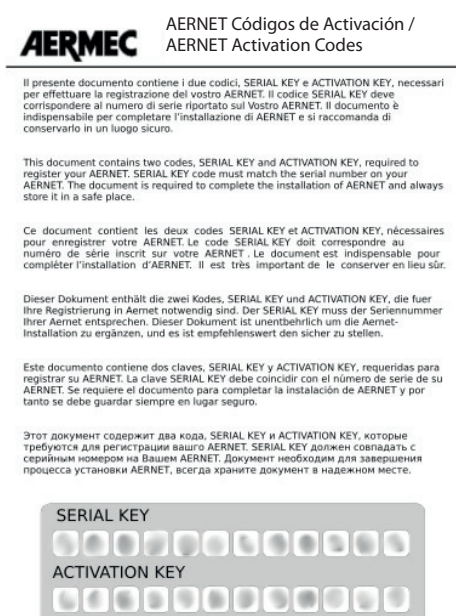 AERMEC
AERNET Códigos de Activación /
AERNET Activation Codes
Il presente documento contiene i due codici, SERIAL KEY e ACTIVATION KEY, necessari
per effettuare la registrazione del vostro AERNET. Il codice SERIAL KEY deve
corrispondere al numero di serie riportato sul Vostro AERNET. Il documento è
indispensabile per completare l'installazione di AERNET e si raccomanda di
conservarlo in un luogo sicuro.
This document contains two codes, SERIAL KEY and ACTIVATION KEY, required to
register your AERNET. SERIAL KEY code must match the serial number on your
AERNET. The document is required to complete the installation of AERNET and always
store it in a safe place.
Ce document contient les deux codes SERIAL KEY et ACTIVATION KEY, nécessaires
pour enregistrer votre AERNET. Le code SERIAL KEY doit correspondre au
numéro de série inscrit sur votre AERNET . Le document est indispensable pour
compléter l'installation d'AERNET. Il est très important de le conserver en lieu sûr.
Dieser Dokument enthält die zwei Kodes, SERIAL KEY und ACTIVATION KEY, die fuer
Ihre Registrierung in Aernet notwendig sind. Der SERIAL KEY muss der Seriennummer
Ihrer Aernet entsprechen. Dieser Dokument ist unentbehrlich um die Aernet-
Installation zu ergänzen, und es ist empfehlenswert den sicher zu stellen.
Este documento contiene dos claves, SERIAL KEY y ACTIVATION KEY, requeridas para
registrar su AERNET. La clave SERIAL KEY debe coincidir con el número de serie de su
AERNET. Se requiere el documento para completar la instalación de AERNET y por
tanto se debe guardar siempre en lugar seguro.
Этот документ содержит два кода, SERIAL KEY и ACTIVATION KEY, которые
требуются для регистрации вашго AERNET. SERIAL KEY должен совпадать с
серийным номером на Вашем AERNET. Документ необходим для завершения
процесса установки AERNET, всегда храните документ в надежном месте.
SERIAL KEY
ACTIVATION KEY